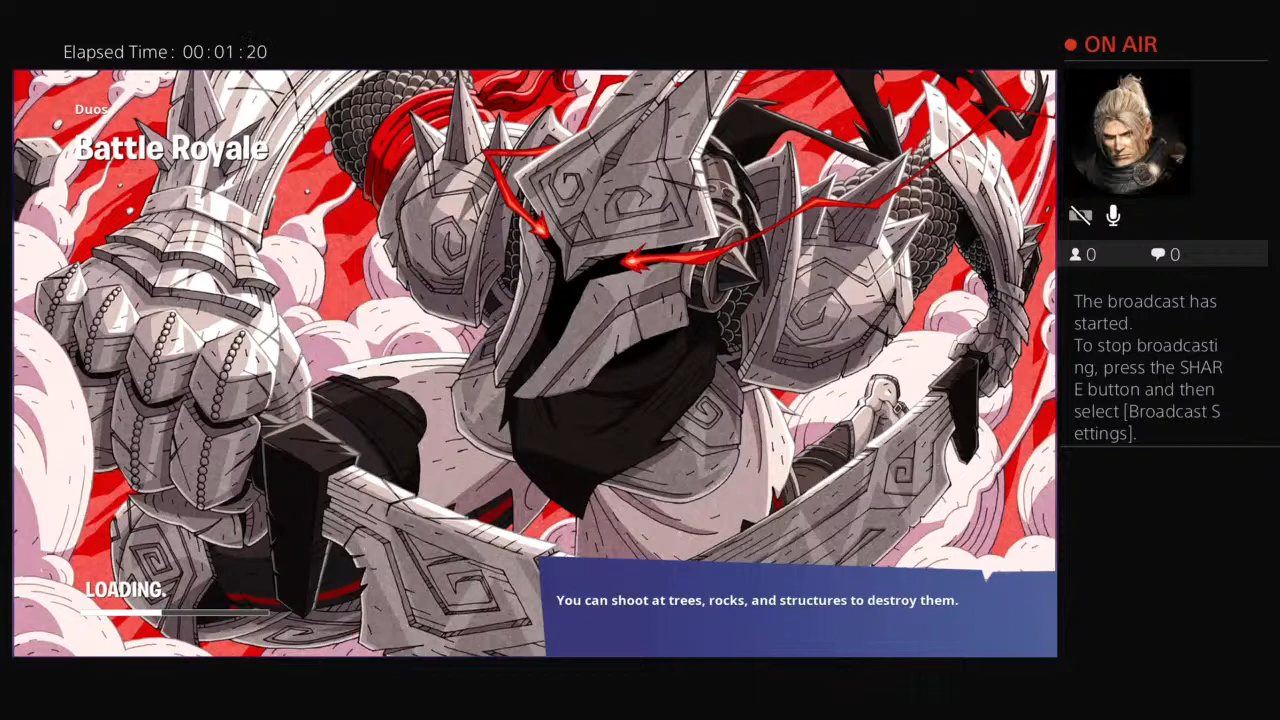 Elapsed Time: 00:01:20
ON AIR
Duos
Battle Royale
0
0
The broadcast has
started.
To stop broadcasti
ng, press the SHAR
E button and then
select [Broadcast S
ettings].
LOADING.
You can shoot at trees, rocks, and structures to destroy them.